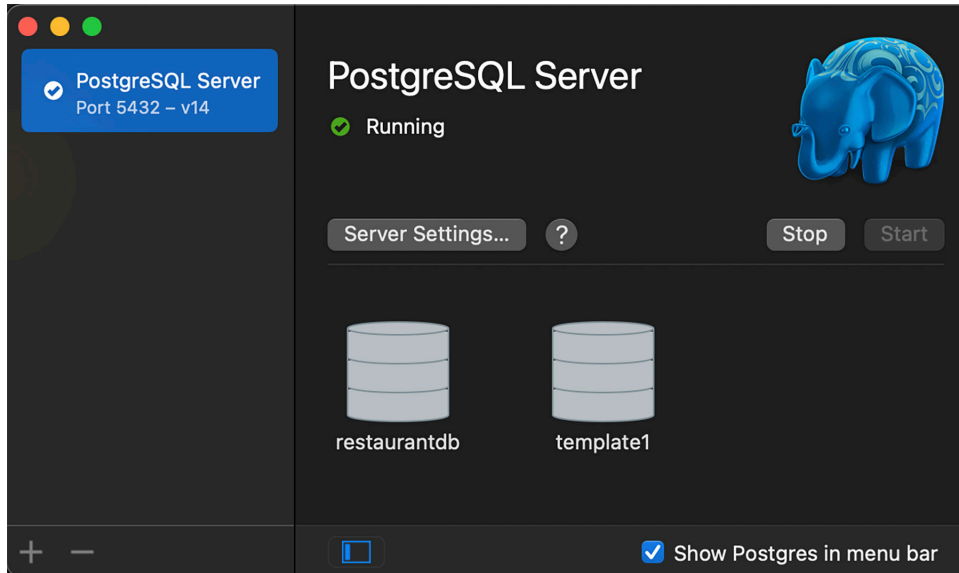 PostgreSQL Server
Port 5432 – v14
PostgreSQL Server
Running
Server Settings...
?
Stop
Start
restaurantdb
template1
Show Postgres in menu bar